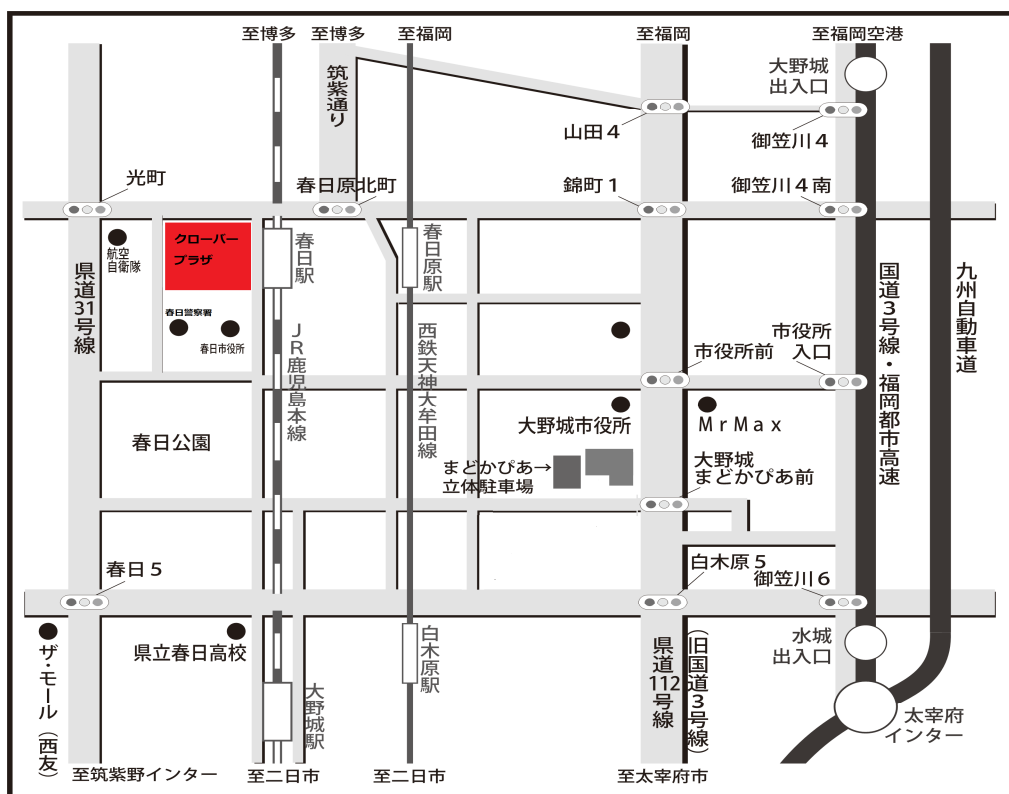 至博多
至博多
至福岡
至福岡
至福岡空港
筑紫通り
大野城
出入口
山田4
御笠川4
光町
春日原北町
錦町1
御笠川4南
クローバー
プラザ
航空
自衛隊
春日駅
春日原駅
県道31号線
国道3号線・福岡都市高速
九州自動車道
春日警察署
春日市役所
JR鹿児島本線
西鉄天神大牟田線
市役所前
市役所
入口
春日公園
大野城市役所
MrMax
まどかぴあ→
立体駐車場
大野城
まどかぴあ前
春日5
白木原5
御笠川6
ザ・モール(西友)
県立春日高校
白木原駅
県道112号線
(旧国道3号線)
水城
出入口
大野城駅
太宰府
インター
至筑紫野インター
至二日市
至二日市
至太宰府市